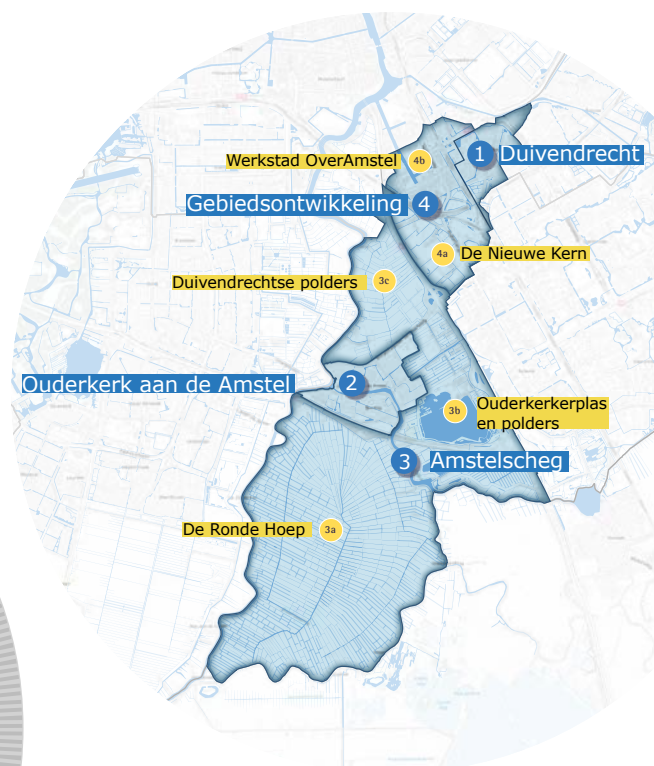 1 Duivendrecht
Werkstad OverAmstel 4b
Gebiedsontwikkeling 4
4a De Nieuwe Kern
Duivendrechtse polders 3c
Ouderkerk aan de Amstel 2
3b Ouderkerkerplas
en polders
3 Amstelscheg
De Ronde Hoep 3a